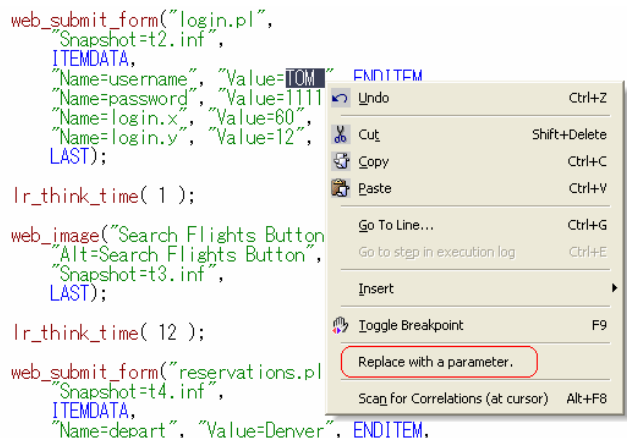 web_submit_form("login.pl",
"Snapshot=t2.inf",
ITEMDATA,
"Name=username", "Value=TOM", ENDITEM,
"Name=password", "Value=1111
"Name=login.x", "Value=60",
"Name=login.y", "Value=12",
LAST);
lr_think_time( 1 );
web_image("Search Flights Button
"Alt=Search Flights Button",
"Snapshot=t3.inf",
LAST);
lr_think_time( 12 );
web_submit_form("reservations.pl
"Snapshot=t4.inf",
ITEMDATA,
"Name=depart", "Value=Denver", ENDITEM,
Undo Ctrl+Z
Cut Shift+Delete
Copy Ctrl+C
Paste Ctrl+V
Go To Line... Ctrl+G
Go to step in execution log Ctrl+E
Insert
Toggle Breakpoint F9
Replace with a parameter.
Scan for Correlations (at cursor) Alt+F8